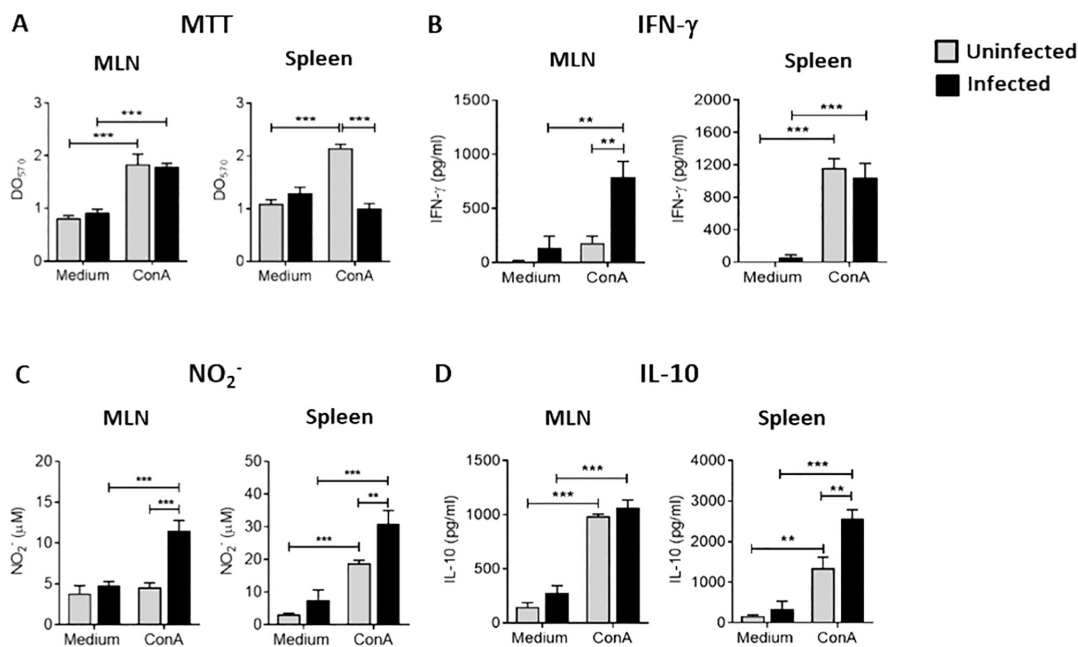 A MTT
MLN Spleen
DO570
3
2
1
0
*** ***
Medium ConA
3
2
1
0
DO570
*** ***
Medium ConA
B IFN-γ
MLN Spleen
IFN-γ (pg/ml)
1500
1000
500
0
**
**
Medium ConA
IFN-γ (pg/ml)
2000
1600
1200
800
400
0
***
***
Medium ConA
Uninfected
Infected
C NO₂⁻
MLN Spleen
NO₂⁻ (µM)
20
15
10
5
0
***
***
Medium ConA
NO₂⁻ (µM)
50
40
30
20
10
0
***
**
***
Medium ConA
D IL-10
MLN Spleen
IL-10 (pg/ml)
1500
1000
500
0
***
***
Medium ConA
IL-10 (pg/ml)
4000
3000
2000
1000
0
***
**
**
Medium ConA